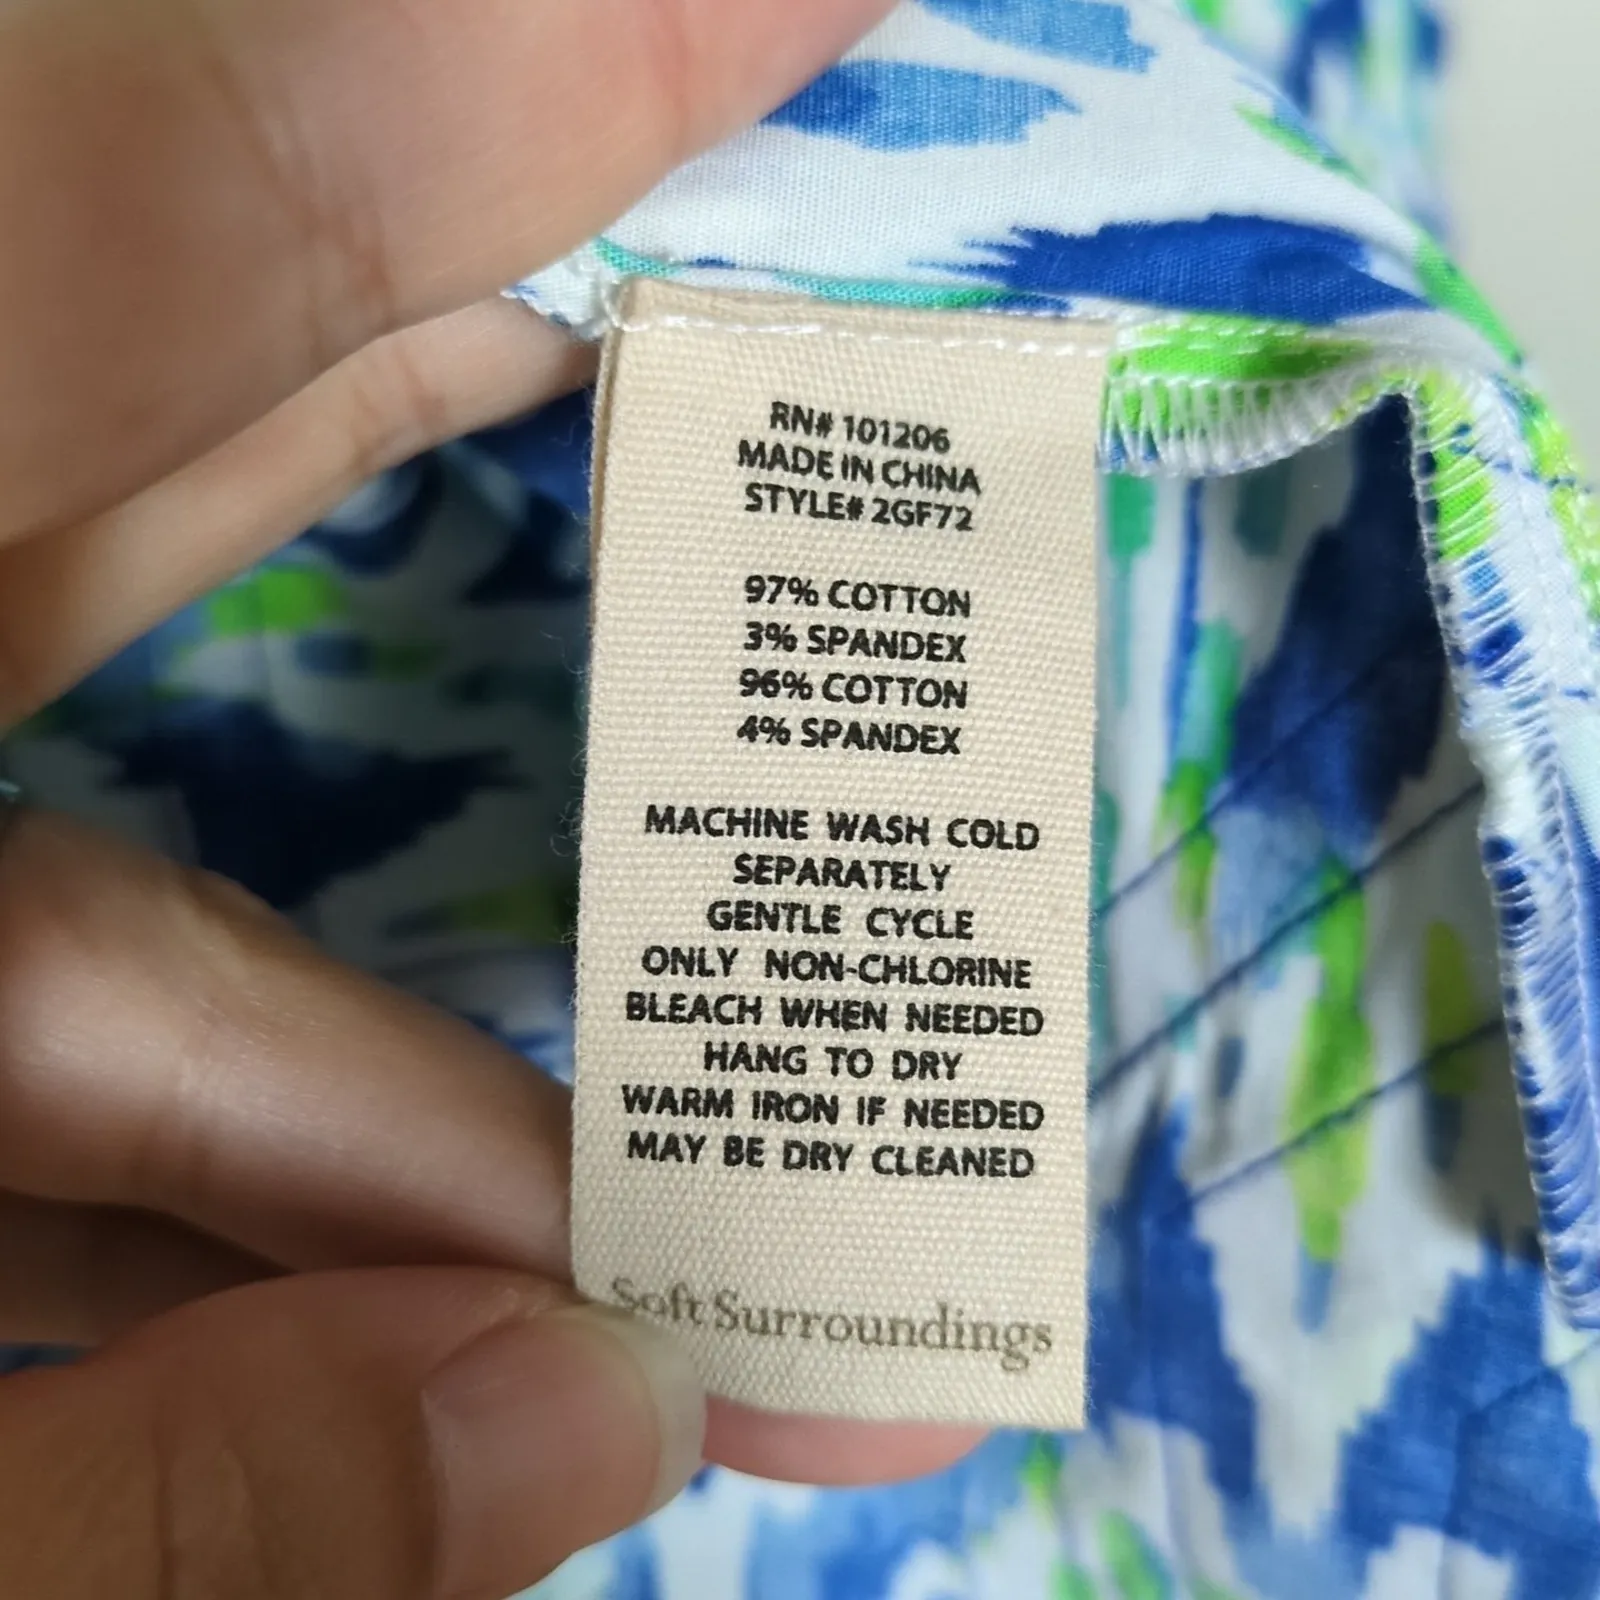 RN# 101206
MADE IN CHINA
STYLE# 2GF72
97% COTTON
3% SPANDEX
96% COTTON
4% SPANDEX
MACHINE WASH COLD
SEPARATELY
GENTLE CYCLE
ONLY NON-CHLORINE
BLEACH WHEN NEEDED
HANG TO DRY
WARM IRON IF NEEDED
MAY BE DRY CLEANED
Soft Surroundings